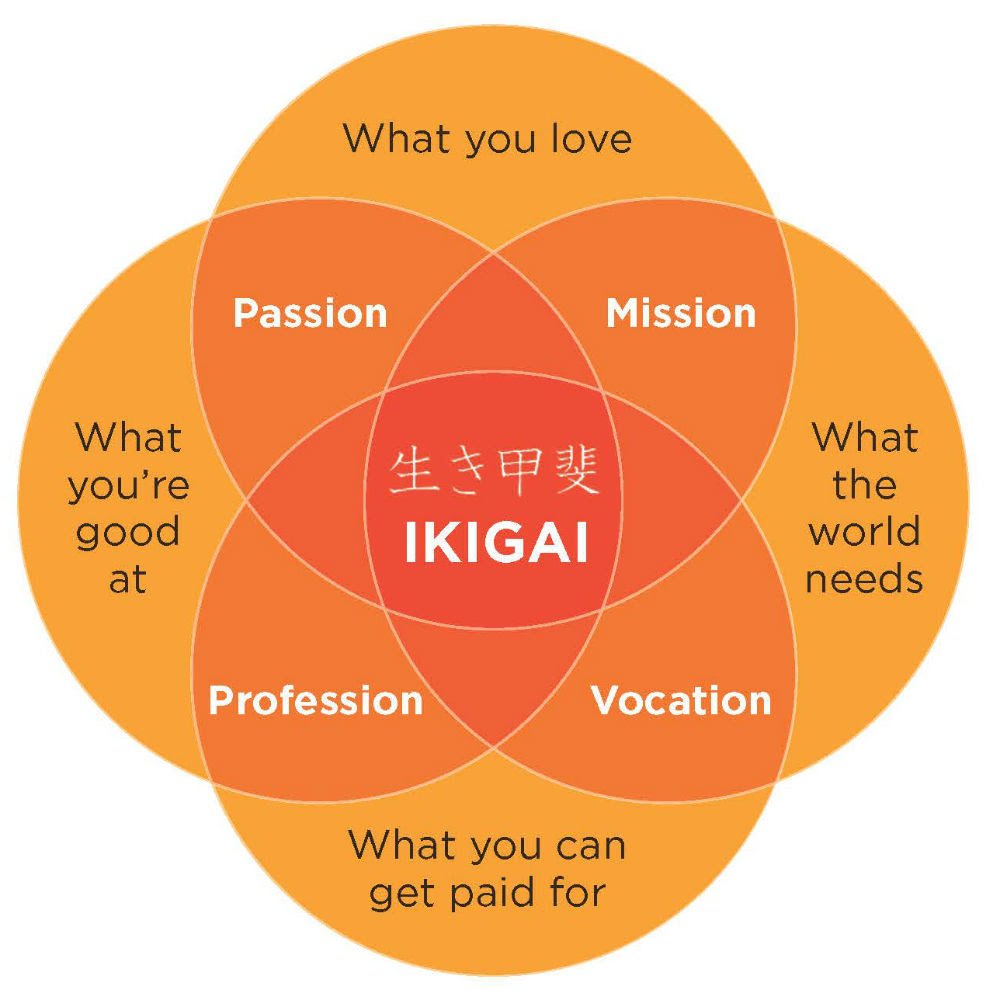 What you love
Passion
Mission
What
you're
good
at
生き甲斐
IKIGAI
What
the
world
needs
Profession
Vocation
What you can
get paid for